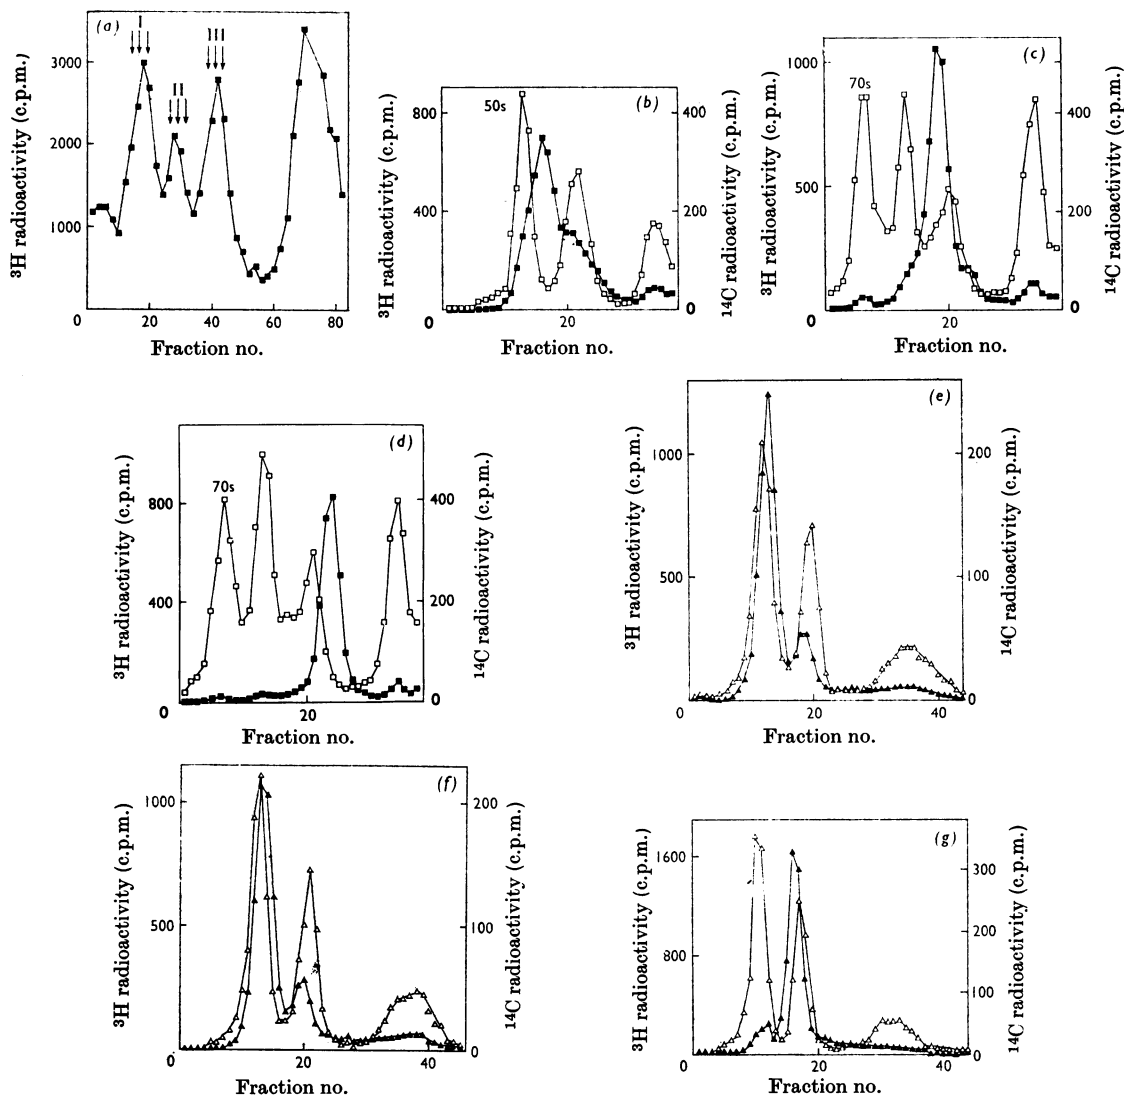 (a)
I
II
III
3000
2000
1000
0
20
40
60
80
³H radioactivity (c.p.m.)
Fraction no.
(b)
50s
800
400
0
20
400
200
0
³H radioactivity (c.p.m.)
¹⁴C radioactivity (c.p.m.)
Fraction no.
(c)
70s
1000
500
0
20
400
200
0
³H radioactivity (c.p.m.)
¹⁴C radioactivity (c.p.m.)
Fraction no.
(d)
70s
800
400
0
20
400
200
0
³H radioactivity (c.p.m.)
¹⁴C radioactivity (c.p.m.)
Fraction no.
(e)
1000
500
0
20
40
200
100
0
³H radioactivity (c.p.m.)
¹⁴C radioactivity (c.p.m.)
Fraction no.
(f)
1000
500
0
20
40
200
100
0
³H radioactivity (c.p.m.)
¹⁴C radioactivity (c.p.m.)
Fraction no.
(g)
1600
800
0
20
40
300
200
100
0
³H radioactivity (c.p.m.)
¹⁴C radioactivity (c.p.m.)
Fraction no.